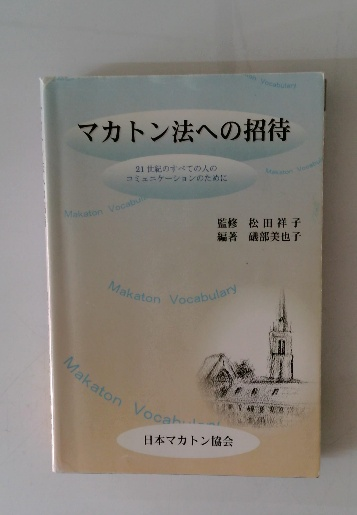 Vocabulary
マカトン法への招待
21世紀のすべての人の
コミュニケーションのために
Makaton
Makaton Vocabulary
監修 松田祥子
編著 磯部美也子
Makaton Vocabulary
Makaton Vocabulary
日本マカトン協会